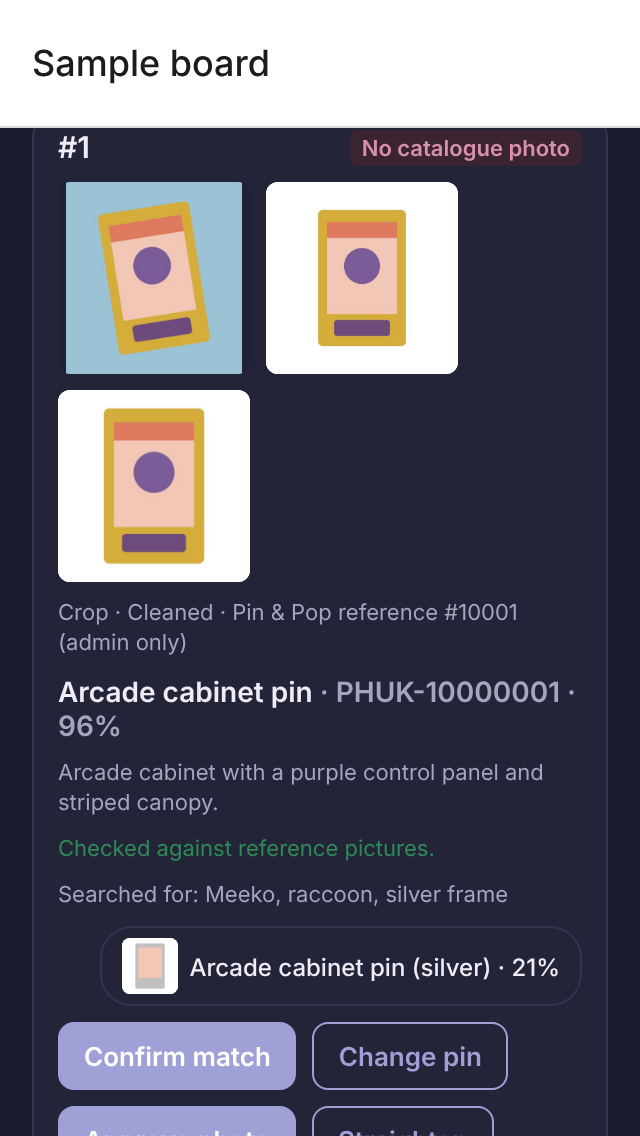 Sample board
#1
No catalogue photo
Crop · Cleaned · Pin & Pop reference #10001
(admin only)
Arcade cabinet pin · PHUK-10000001 ·
96%
Arcade cabinet with a purple control panel and
striped canopy.
Checked against reference pictures.
Searched for: Meeko, raccoon, silver frame
Arcade cabinet pin (silver) · 21%
Confirm match
Change pin